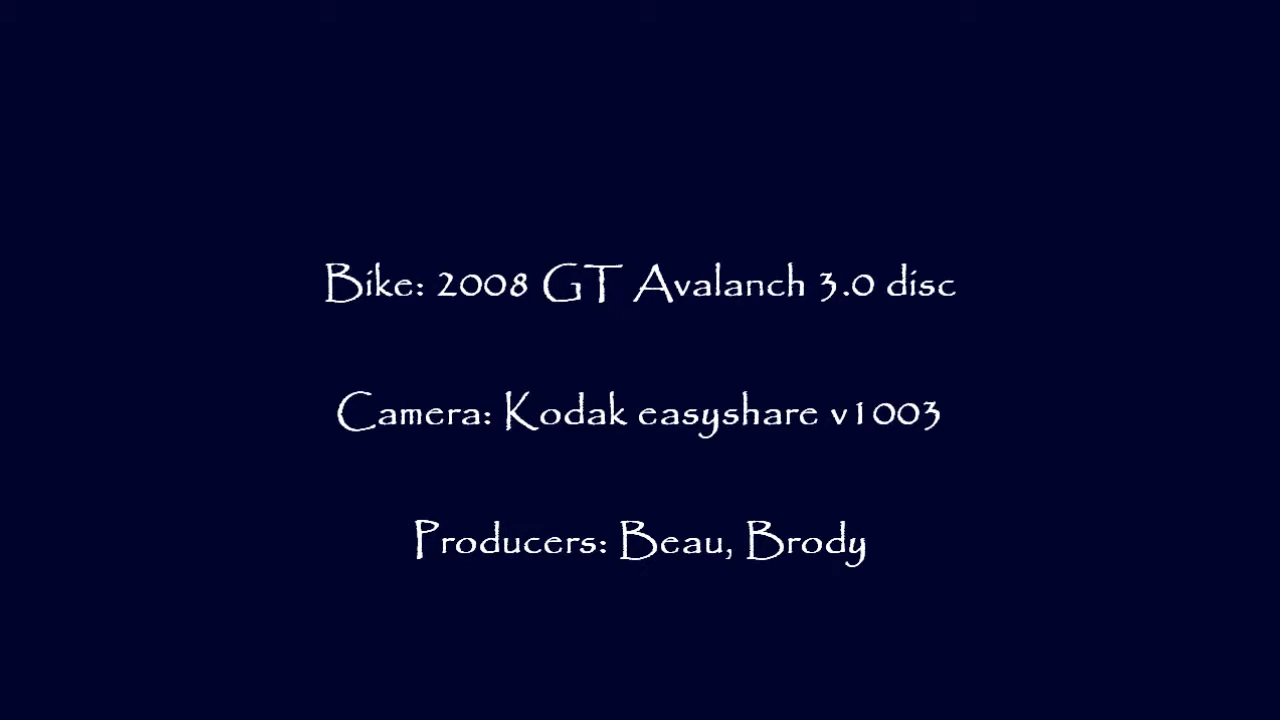 Bike: 2008 GT Avalanch 3.0 disc
Camera: Kodak easyshare v1003
Producers: Beau, Brody